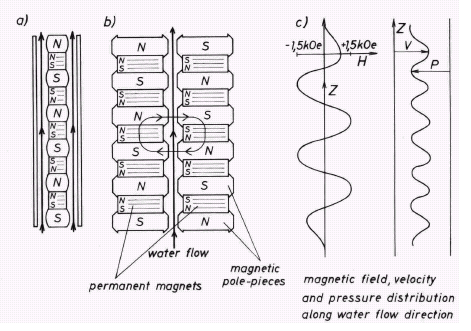 a) b) c)
N
N
S
S
S
N
N
N
S
S
S
N
N
N
S
S
S
N
N
N
S
S
N
S
S
S
N
N
S
N
S
S
N
S
N
N
S
N
S
S
S
N
S
N
S
N
-1,5kOe +1,5kOe
H
Z
Z
V
P
water flow
permanent magnets
magnetic
pole-pieces
magnetic field, velocity
and pressure distribution
along water flow direction